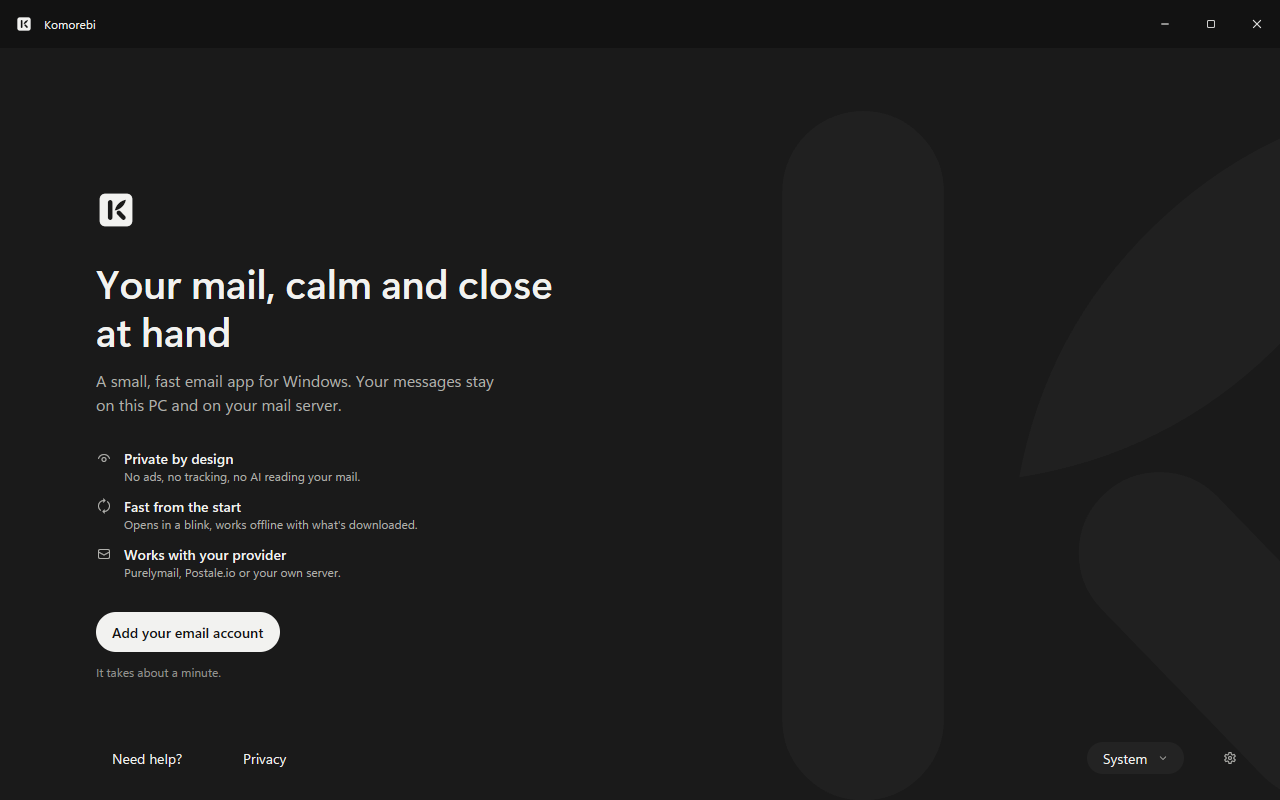 Komorebi
Your mail, calm and close
at hand
A small, fast email app for Windows. Your messages stay
on this PC and on your mail server.
Private by design
No ads, no tracking, no AI reading your mail.
Fast from the start
Opens in a blink, works offline with what's downloaded.
Works with your provider
Purelymail, Postale.io or your own server.
Add your email account
It takes about a minute.
Need help? Privacy System